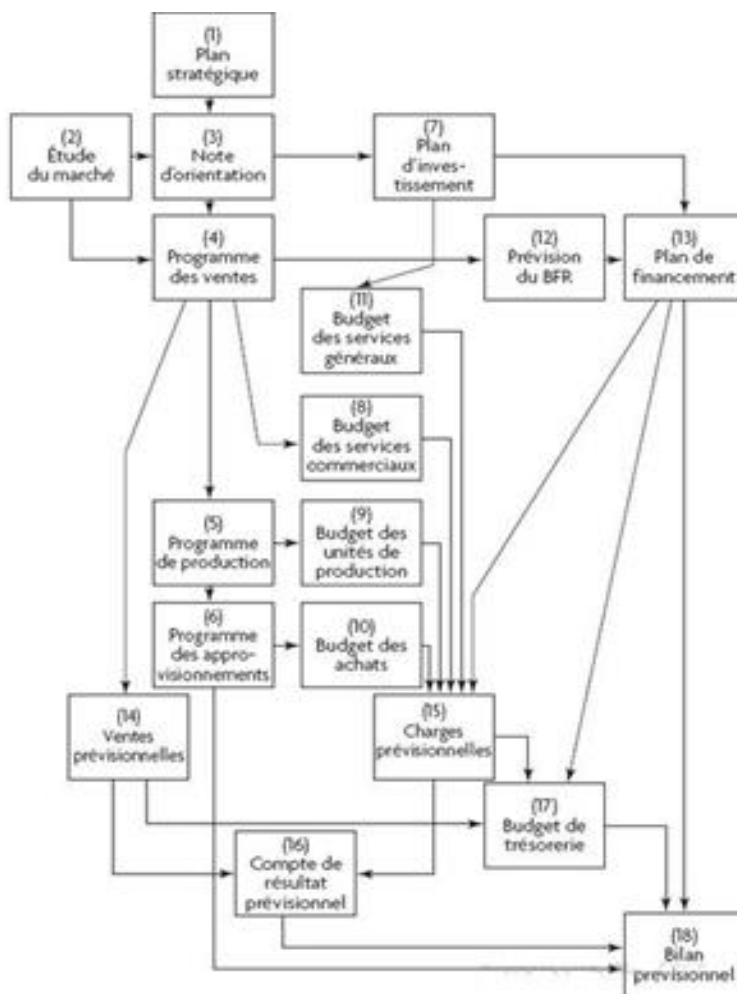 (1)
Plan
stratégique
(2)
Étude
du marché
(3)
Note
d'orientation
(7)
Plan
d'inves-
tissement
(4)
Programme
des ventes
(12)
Prévision
du BFR
(13)
Plan de
financement
(11)
Budget
des services
généraux
(8)
Budget
des services
commerciaux
(5)
Programme
de production
(9)
Budget des
unités de
production
(6)
Programme
des appro-
visionnements
(10)
Budget des
achats
(14)
Ventes
prévisionnelles
(15)
Charges
prévisionnelles
(17)
Budget de
trésorerie
(16)
Compte de
résultat
prévisionnel
(18)
Bilan
prévisionnel